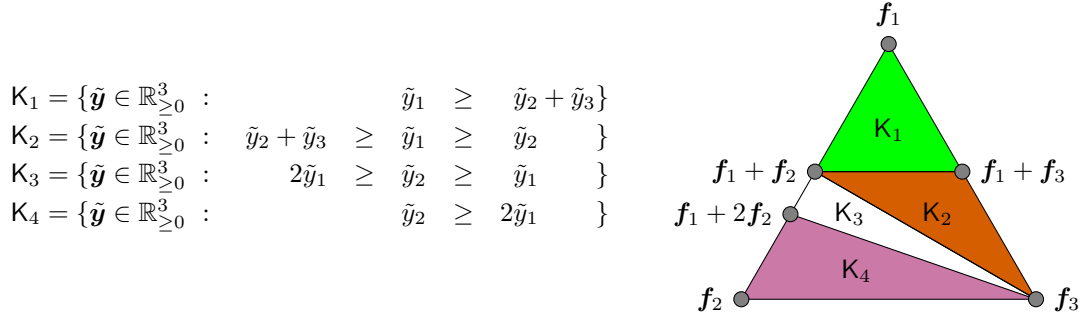 K₁ = {ỹ ∈ ℝ³≥0 : ỹ₁ ≥ ỹ₂ + ỹ₃}
K₂ = {ỹ ∈ ℝ³≥0 : ỹ₂ + ỹ₃ ≥ ỹ₁ ≥ ỹ₂ }
K₃ = {ỹ ∈ ℝ³≥0 : 2ỹ₁ ≥ ỹ₂ ≥ ỹ₁ }
K₄ = {ỹ ∈ ℝ³≥0 : ỹ₂ ≥ 2ỹ₁ }
f₁
K₁
f₁ + f₂
f₁ + f₃
K₂
K₃
f₁ + 2f₂
K₄
f₂
f₃